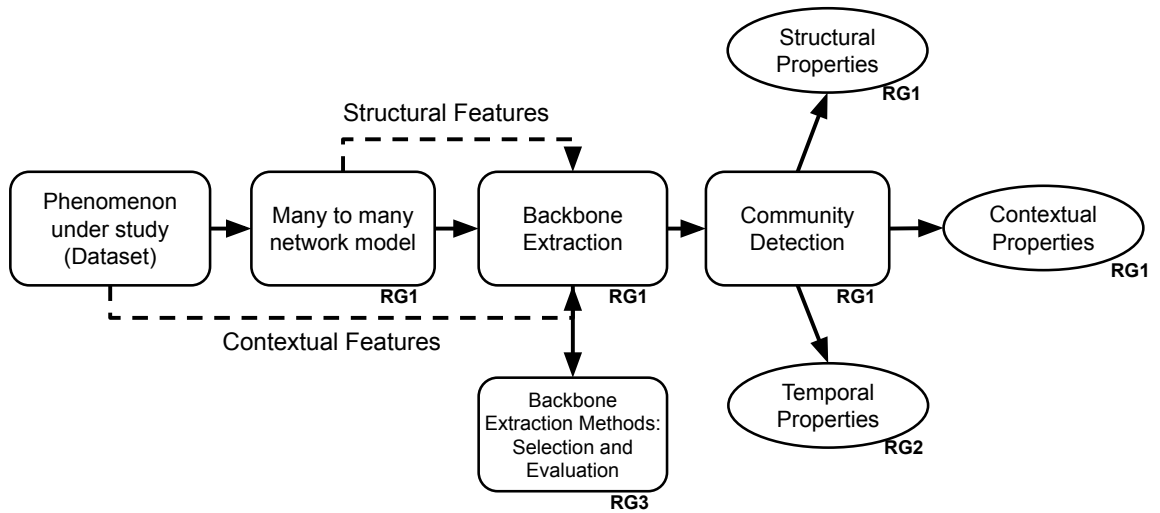 Structural
Properties
RG1
Structural Features
Phenomenon
under study
(Dataset)
Many to many
network model
RG1
Backbone
Extraction
RG1
Community
Detection
RG1
Contextual
Properties
RG1
Contextual Features
Backbone
Extraction Methods:
Selection and
Evaluation
RG3
Temporal
Properties
RG2